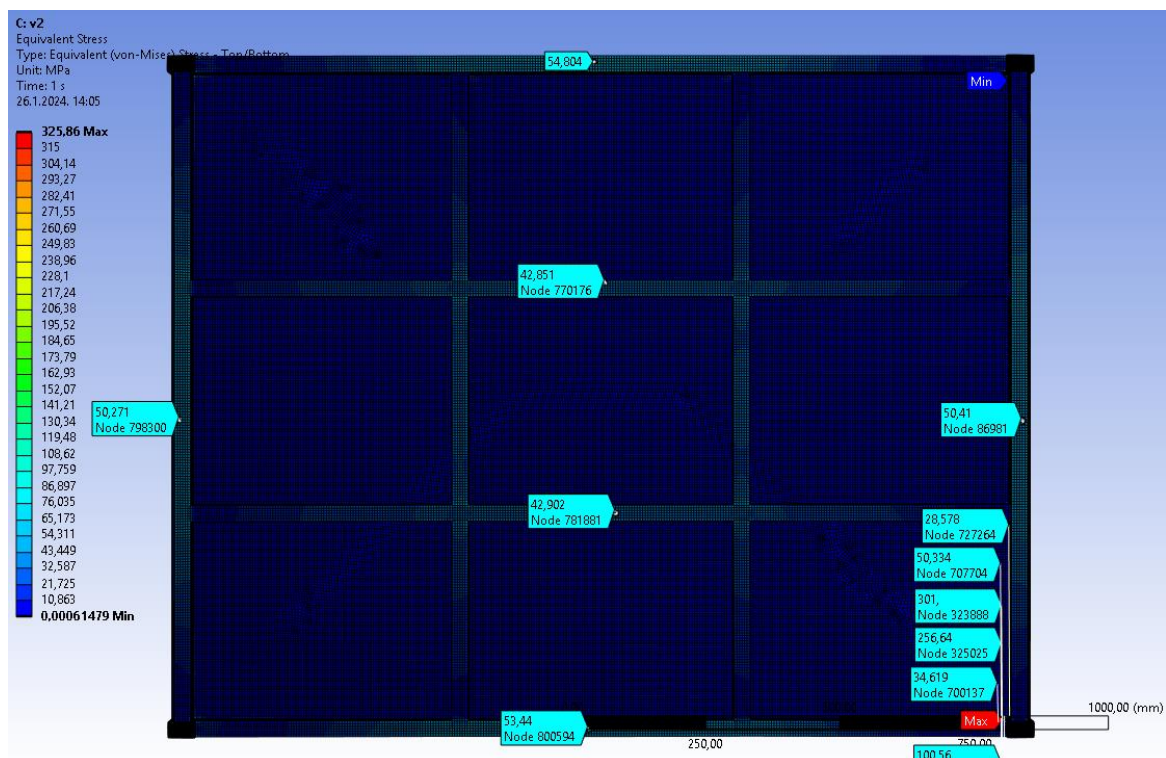 C: v2
Equivalent Stress
Type: Equivalent (von-Mises) Stress - Top/Bottom
Unit: MPa
Time: 1 s
26.1.2024. 14:05
325,86 Max
315
304,14
293,27
282,41
271,55
260,69
249,83
238,96
228,1
217,24
206,38
195,52
184,65
173,79
162,93
152,07
141,21
130,34
119,48
108,62
97,759
86,897
76,035
65,173
54,311
43,449
32,587
21,725
10,863
0,00061479 Min
54,804
Min
42,851
Node 770176
50,271
Node 798300
50,41
Node 86981
42,902
Node 781881
28,578
Node 727264
50,334
Node 707704
301,
Node 323888
256,64
Node 325025
34,619
Node 700137
Max
53,44
Node 800594
1000,00 (mm)
250,00
750,00
100,56